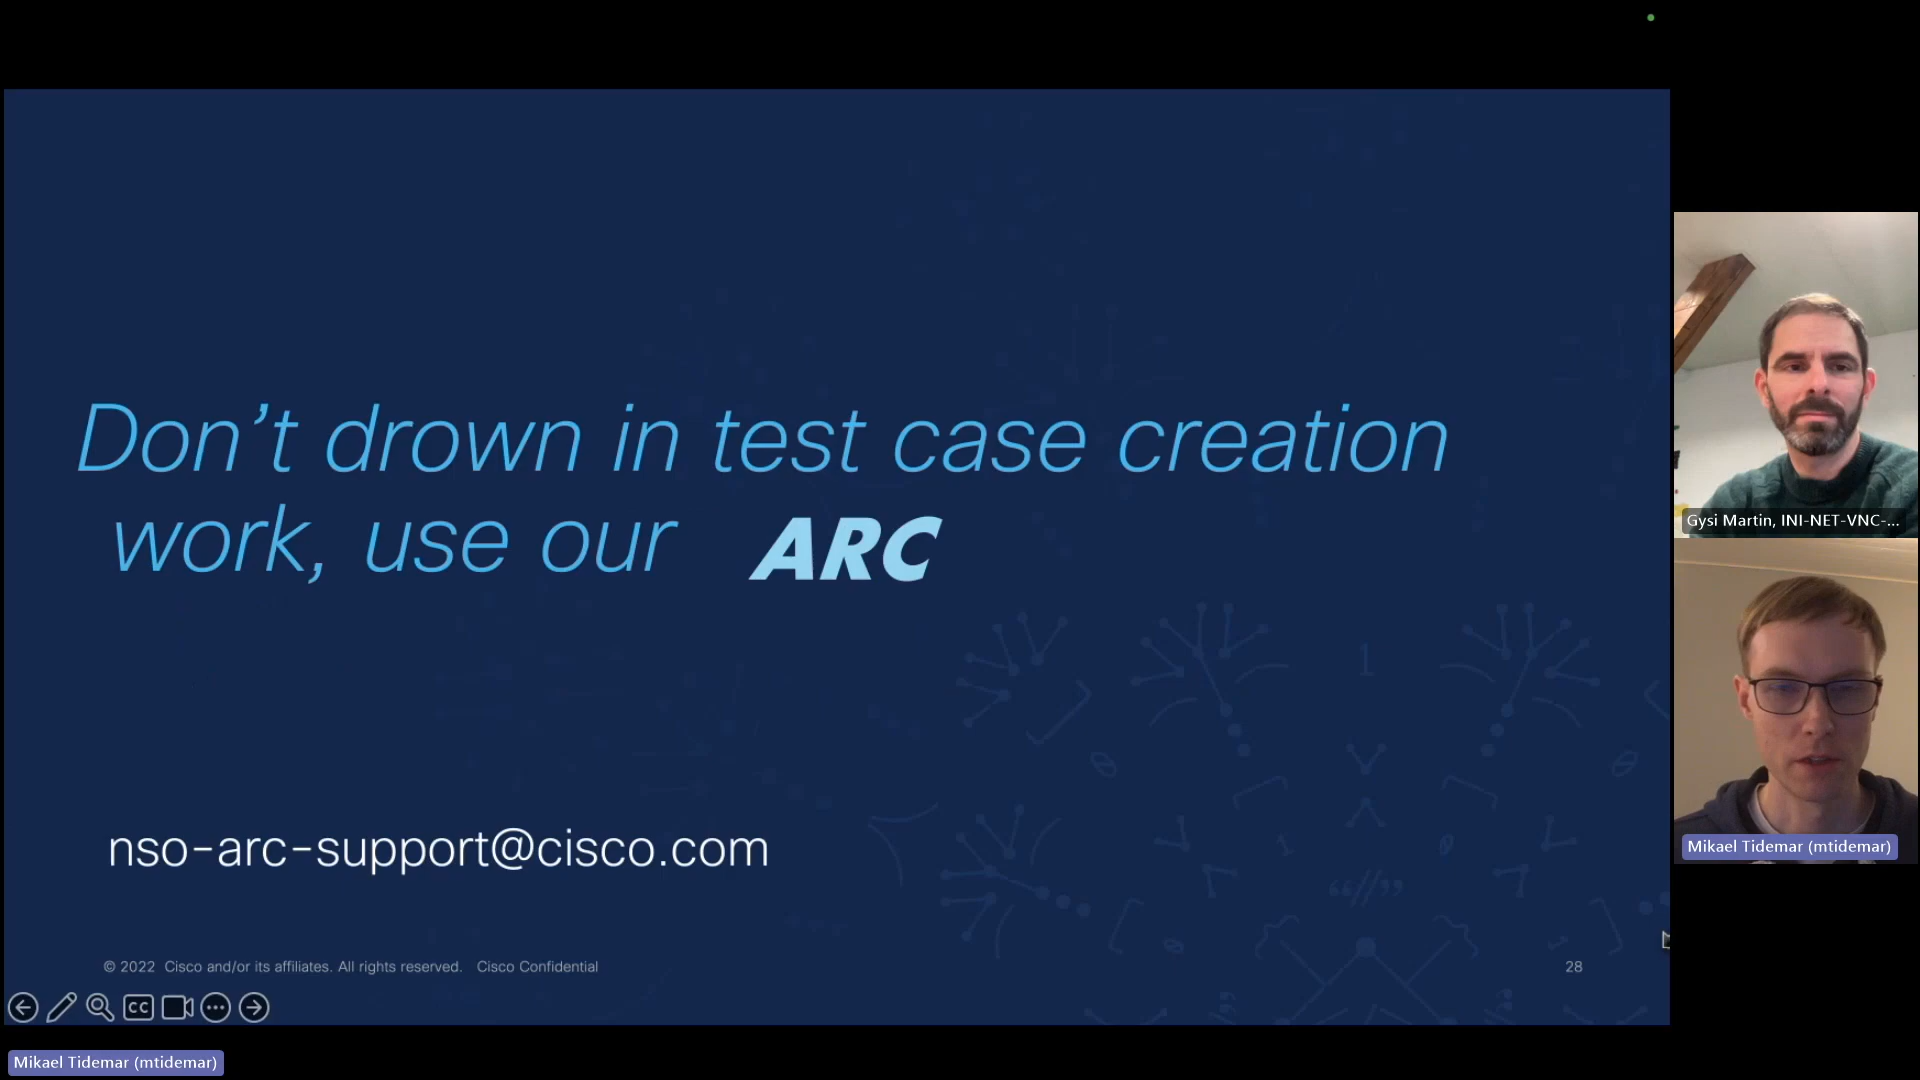 Don't drown in test case creation
work, use our ARC
nso-arc-support@cisco.com
© 2022 Cisco and/or its affiliates. All rights reserved. Cisco Confidential
28
CC
Gysi Martin, INI-NET-VNC-...
Mikael Tidemar (mtidemar)
Mikael Tidemar (mtidemar)